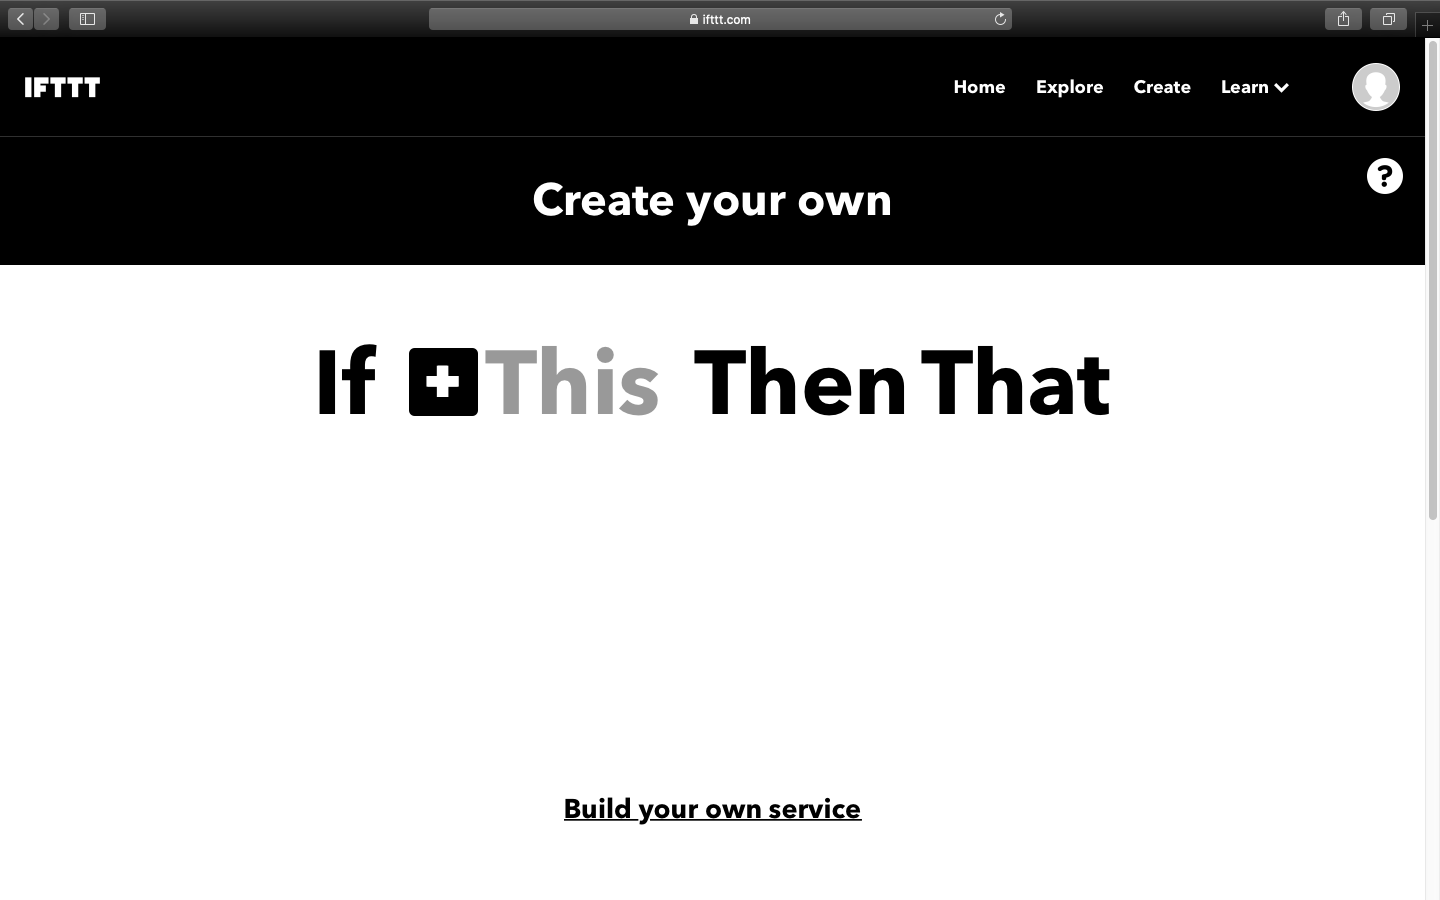 ifttt.com
IFTTT
Home Explore Create Learn
?
Create your own
If +This Then That
Build your own service